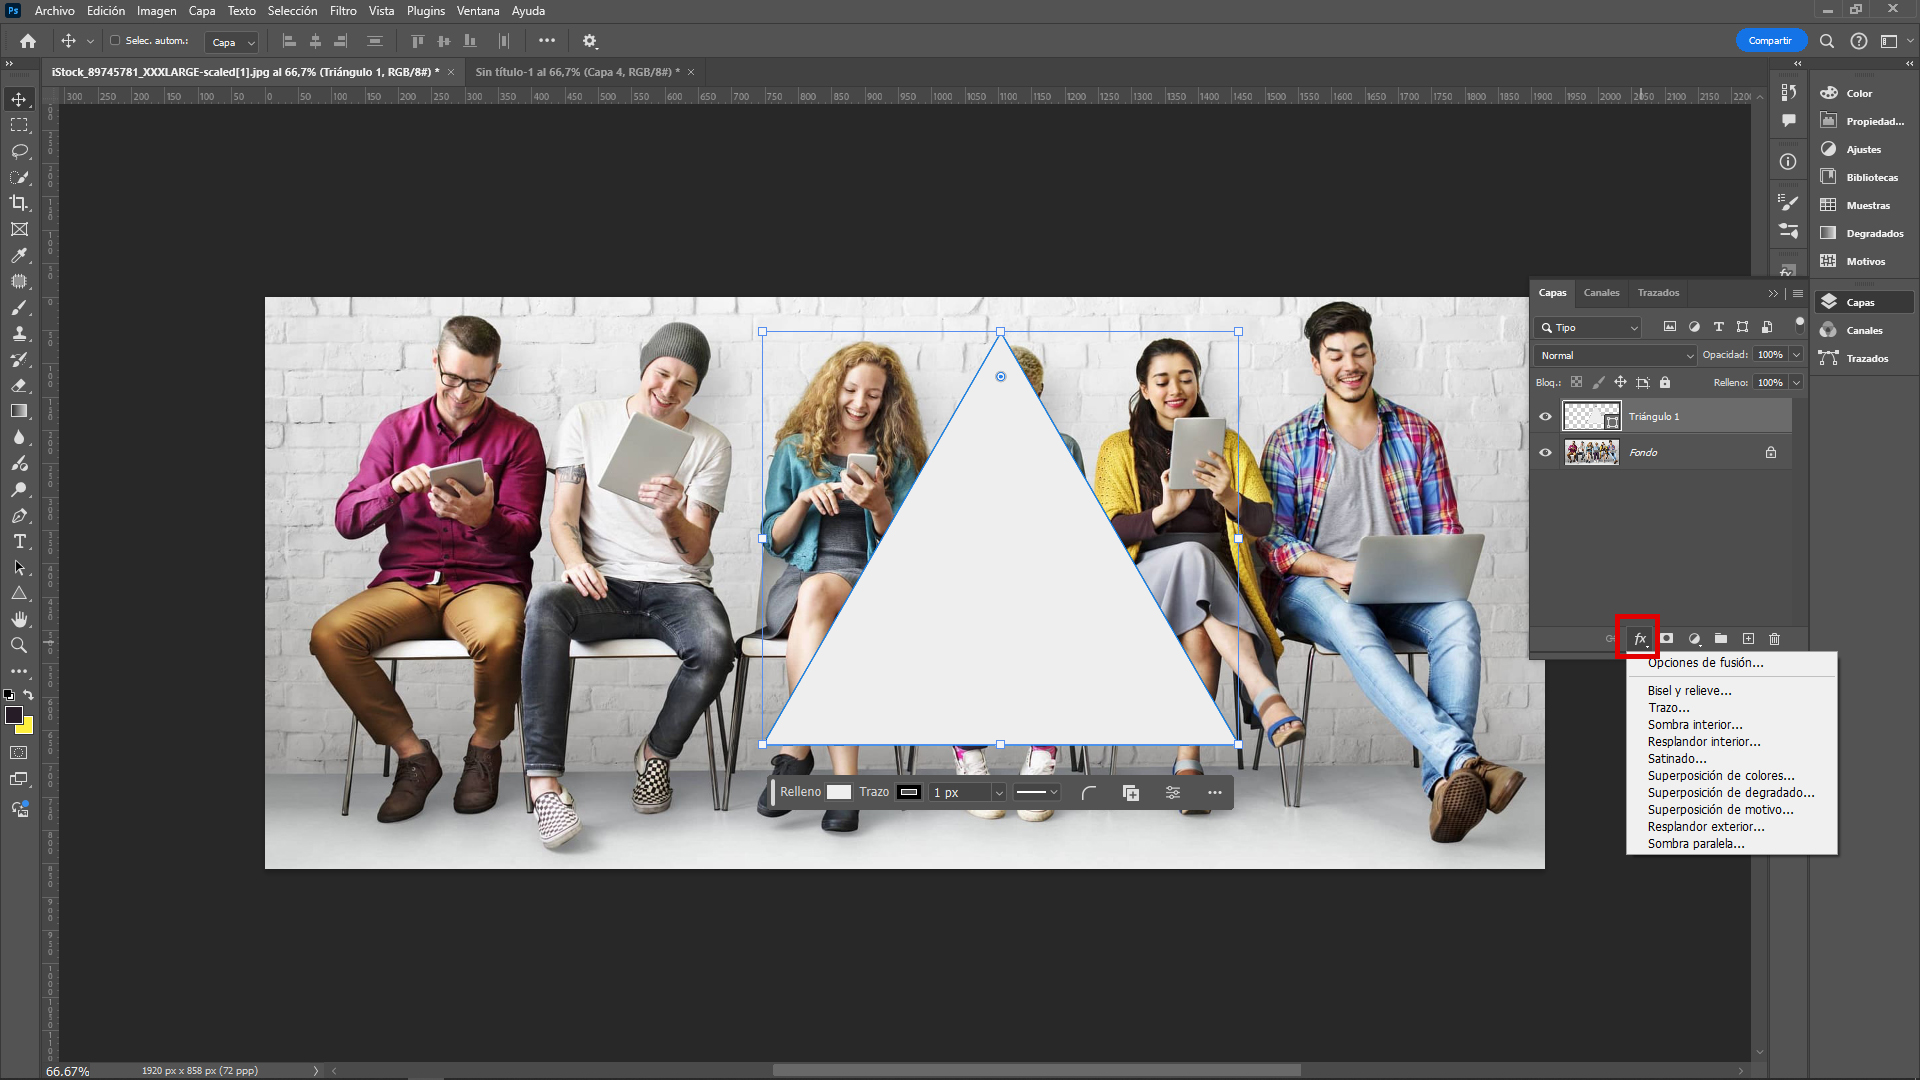 Ps Archivo Edición Imagen Capa Texto Selección Filtro Vista Plugins Ventana Ayuda
Selec. autom.: Capa Compartir
iStock_89745781_XXXLARGE-scaled[1].jpg al 66,7% (Triángulo 1, RGB/8#) * Sin título-1 al 66,7% (Capa 4, RGB/8#) *
300 250 200 150 100 50 0 50 100 150 200 250 300 350 400 450 500 550 600 650 700 750 800 850 900 950 1000 1050 1100 1150 1200 1250 1300 1350 1400 1450 1500 1550 1600 1650 1700 1750 1800 1850 1900 1950 2000 2050 2100 2150 2200
Color
Propiedad...
Ajustes
Bibliotecas
Muestras
Degradados
Motivos
Capas
Canales
Trazados
Capas Canales Trazados
Tipo
Normal Opacidad: 100%
Bloq.: Relleno: 100%
Triángulo 1
Fondo
fx
Opciones de fusión...
Bisel y relieve...
Trazo...
Sombra interior...
Resplandor interior...
Satinado...
Superposición de colores...
Superposición de degradado...
Superposición de motivo...
Resplandor exterior...
Sombra paralela...
Relleno Trazo 1 px
66.67% 1920 px x 858 px (72 ppp)